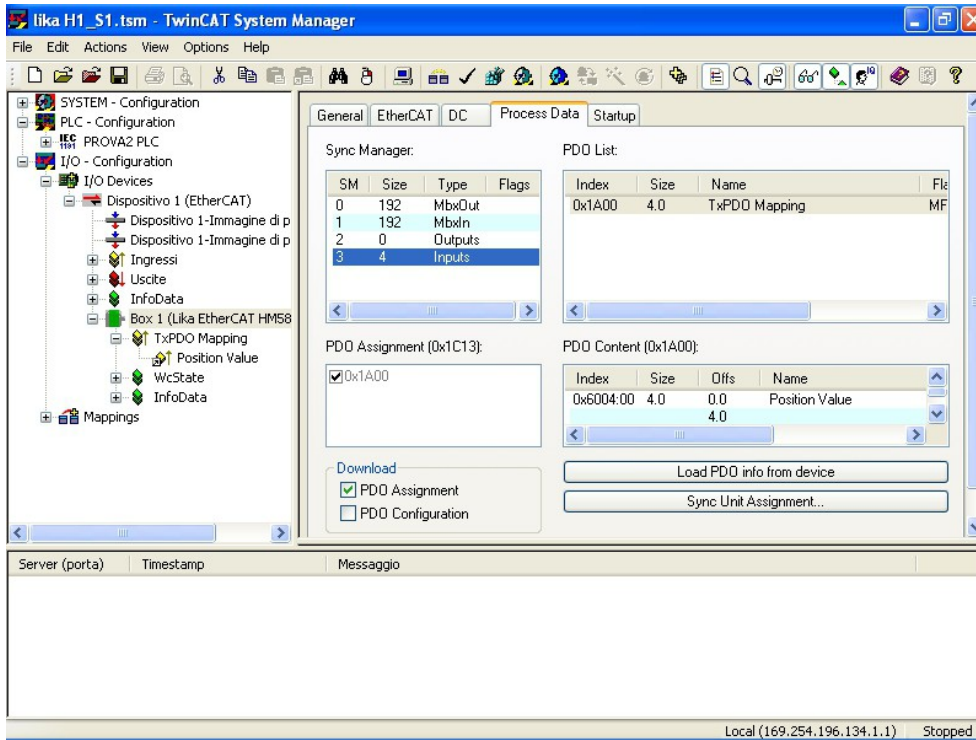 lika H1_S1.tsm - TwinCAT System Manager
File Edit Actions View Options Help
SYSTEM - Configuration
PLC - Configuration
PROVA2 PLC
I/O - Configuration
I/O Devices
Dispositivo 1 (EtherCAT)
Dispositivo 1-Immagine di p
Dispositivo 1-Immagine di p
Ingressi
Uscite
InfoData
Box 1 (Lika EtherCAT HM58
TxPDO Mapping
Position Value
WcState
InfoData
Mappings
General EtherCAT DC Process Data Startup
Sync Manager:
SM Size Type Flags
0 192 MbxOut
1 192 MbxIn
2 0 Outputs
3 4 Inputs
PDO List:
Index Size Name Fla
0x1A00 4.0 TxPDO Mapping MF
PDO Assignment (0x1C13):
0x1A00
PDO Content (0x1A00):
Index Size Offs Name
0x6004:00 4.0 0.0 Position Value
4.0
Download
PDO Assignment
PDO Configuration
Load PDO info from device
Sync Unit Assignment...
Server (porta) Timestamp Messaggio
Local (169.254.196.134.1.1) Stopped